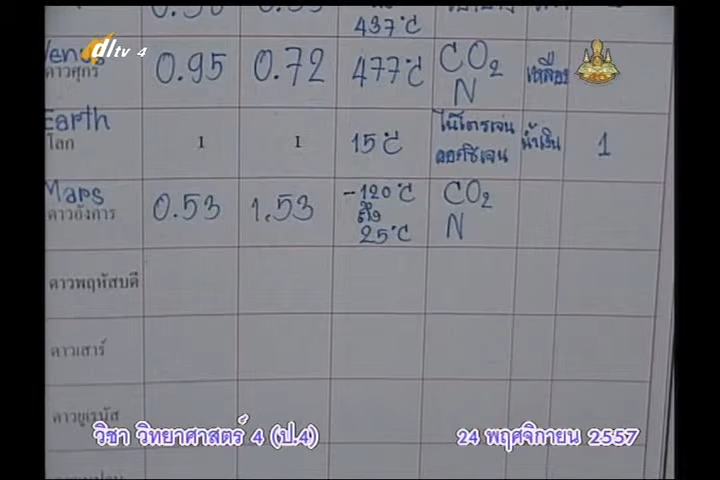 437°C
dltv 4
Venus
ดาวศุกร์
0.95
0.72
477°C
CO2
N
เหลือง
Earth
โลก
1
1
15°C
ไนโตรเจน
ออกซิเจน
น้ำเงิน
1
Mars
ดาวอังคาร
0.53
1.53
-120°C
ถึง
25°C
CO2
N
ดาวพฤหัสบดี
ดาวเสาร์
ดาวยูเรนัส
วิชา วิทยาศาสตร์ 4 (ป.4)
24 พฤศจิกายน 2557